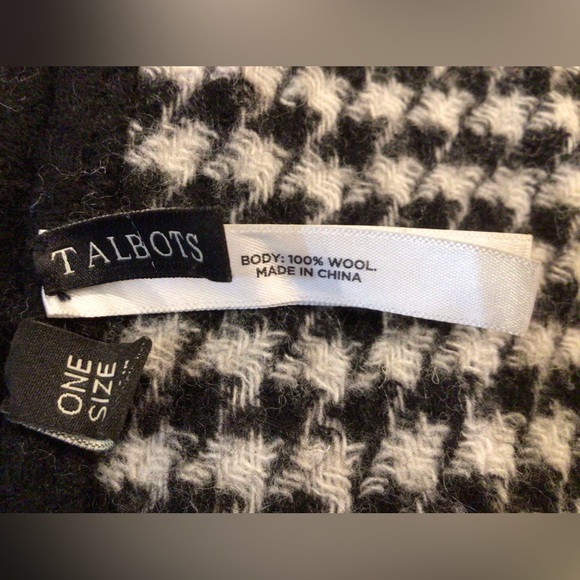 TALBOTS
BODY: 100% WOOL.
MADE IN CHINA
ONE
SIZE